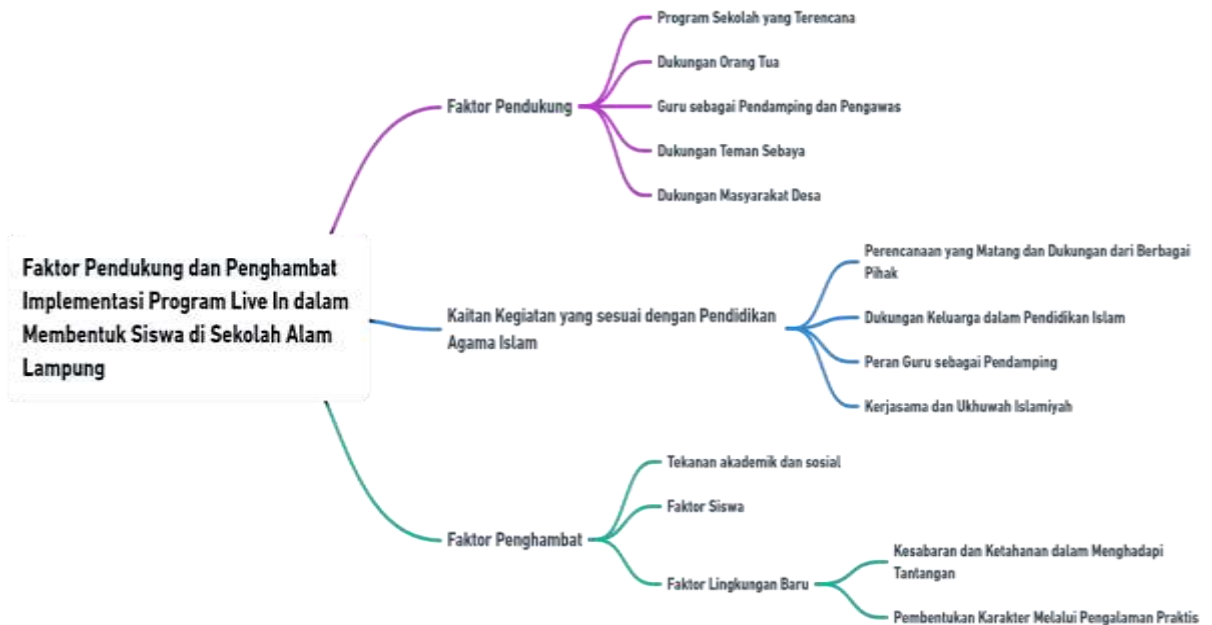 Faktor Pendukung dan Penghambat
Implementasi Program Live In dalam
Membentuk Siswa di Sekolah Alam
Lampung
Faktor Pendukung
Program Sekolah yang Terencana
Dukungan Orang Tua
Guru sebagai Pendamping dan Pengawas
Dukungan Teman Sebaya
Dukungan Masyarakat Desa
Kaitan Kegiatan yang sesuai dengan Pendidikan
Agama Islam
Perencanaan yang Matang dan Dukungan dari Berbagai
Pihak
Dukungan Keluarga dalam Pendidikan Islam
Peran Guru sebagai Pendamping
Kerjasama dan Ukhuwah Islamiyah
Faktor Penghambat
Tekanan akademik dan sosial
Faktor Siswa
Faktor Lingkungan Baru
Kesabaran dan Ketahanan dalam Menghadapi
Tantangan
Pembentukan Karakter Melalui Pengalaman Praktis